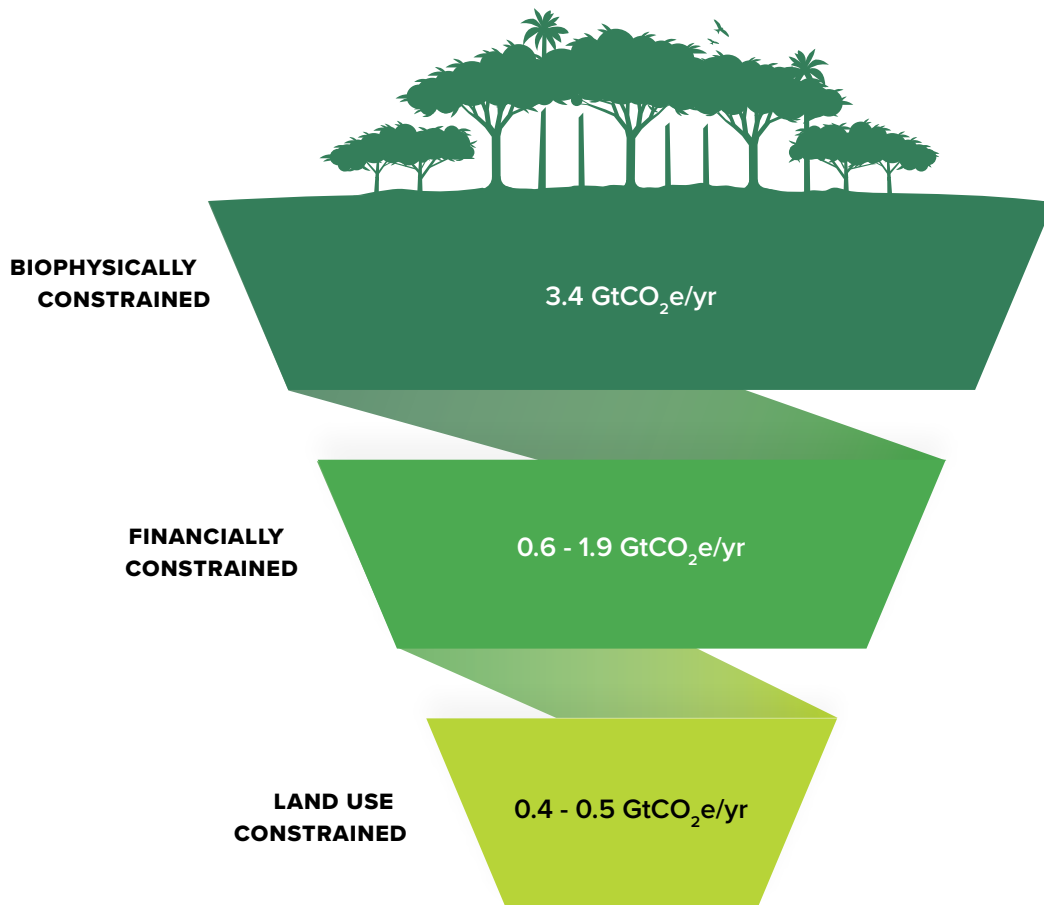 BIOPHYSICALLY
CONSTRAINED
3.4 GtCO₂e/yr
FINANCIALLY
CONSTRAINED
0.6 - 1.9 GtCO₂e/yr
LAND USE
CONSTRAINED
0.4 - 0.5 GtCO₂e/yr